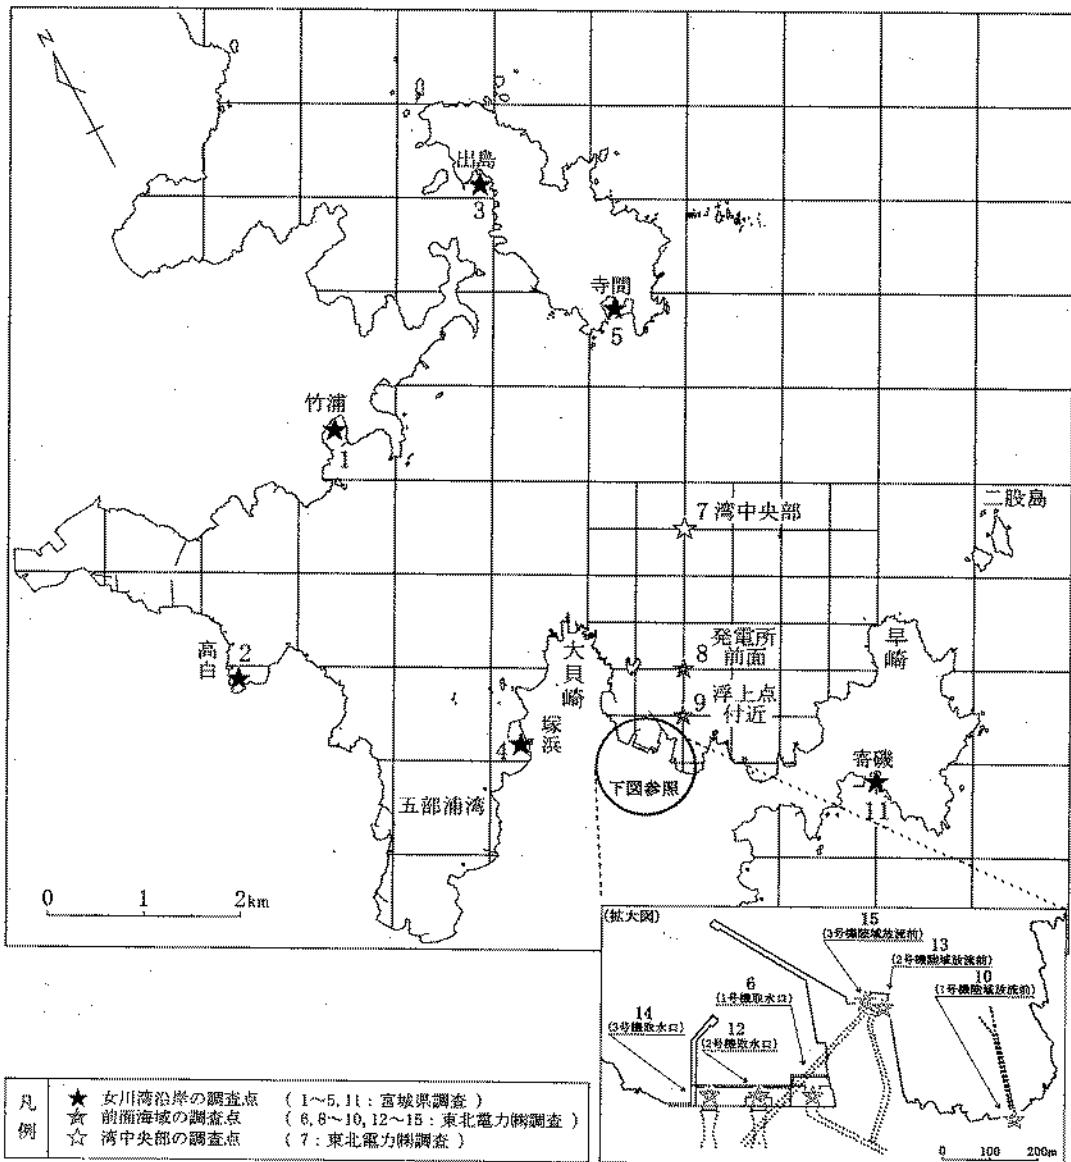 N
出島
3
寺間
5
竹浦
1
7 湾中央部
二股島
高白
2
大貝崎
8
発電所
前面
早崎
9
浮上点
付近
塚浜
4
下図参照
寄磯
11
五部浦湾
0 1 2km
(拡大図)
15
(3号機陸域放流前)
13
(2号機陸域放流前)
10
(1号機陸域放流前)
6
(1号機取水口)
14
(3号機取水口)
12
(2号機取水口)
0 100 200m
凡例
★ 女川湾沿岸の調査点 ( 1~5, 11 : 宮城県調査 )
☆ 前面海域の調査点 ( 6, 8~10, 12~15 : 東北電力㈱調査 )
☆ 湾中央部の調査点 ( 7 : 東北電力㈱調査 )